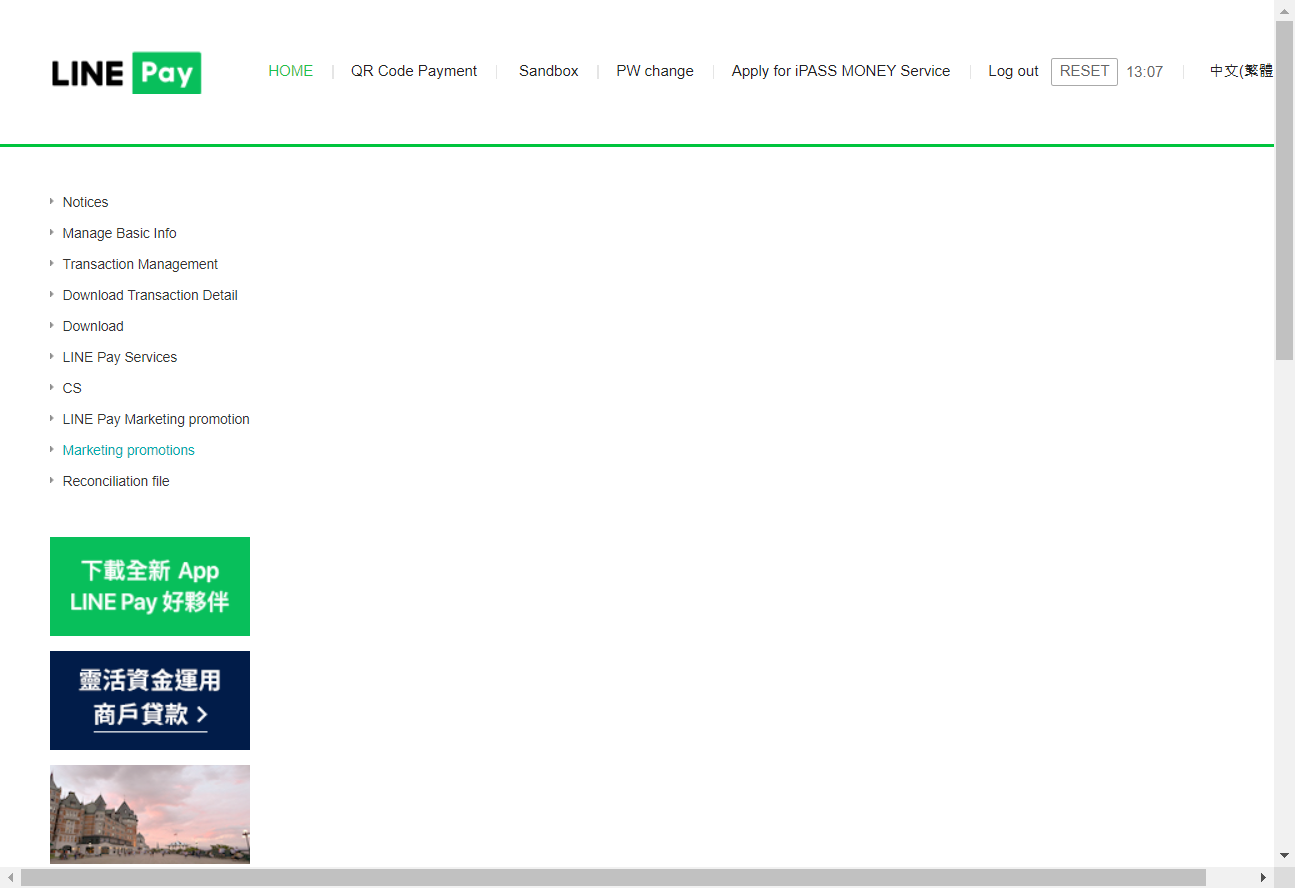 LINE Pay
HOME
QR Code Payment
Sandbox
PW change
Apply for iPASS MONEY Service
Log out
RESET
13:07
中文(繁體
Notices
Manage Basic Info
Transaction Management
Download Transaction Detail
Download
LINE Pay Services
CS
LINE Pay Marketing promotion
Marketing promotions
Reconciliation file
下載全新 App
LINE Pay 好夥伴
靈活資金運用
商戶貸款 >